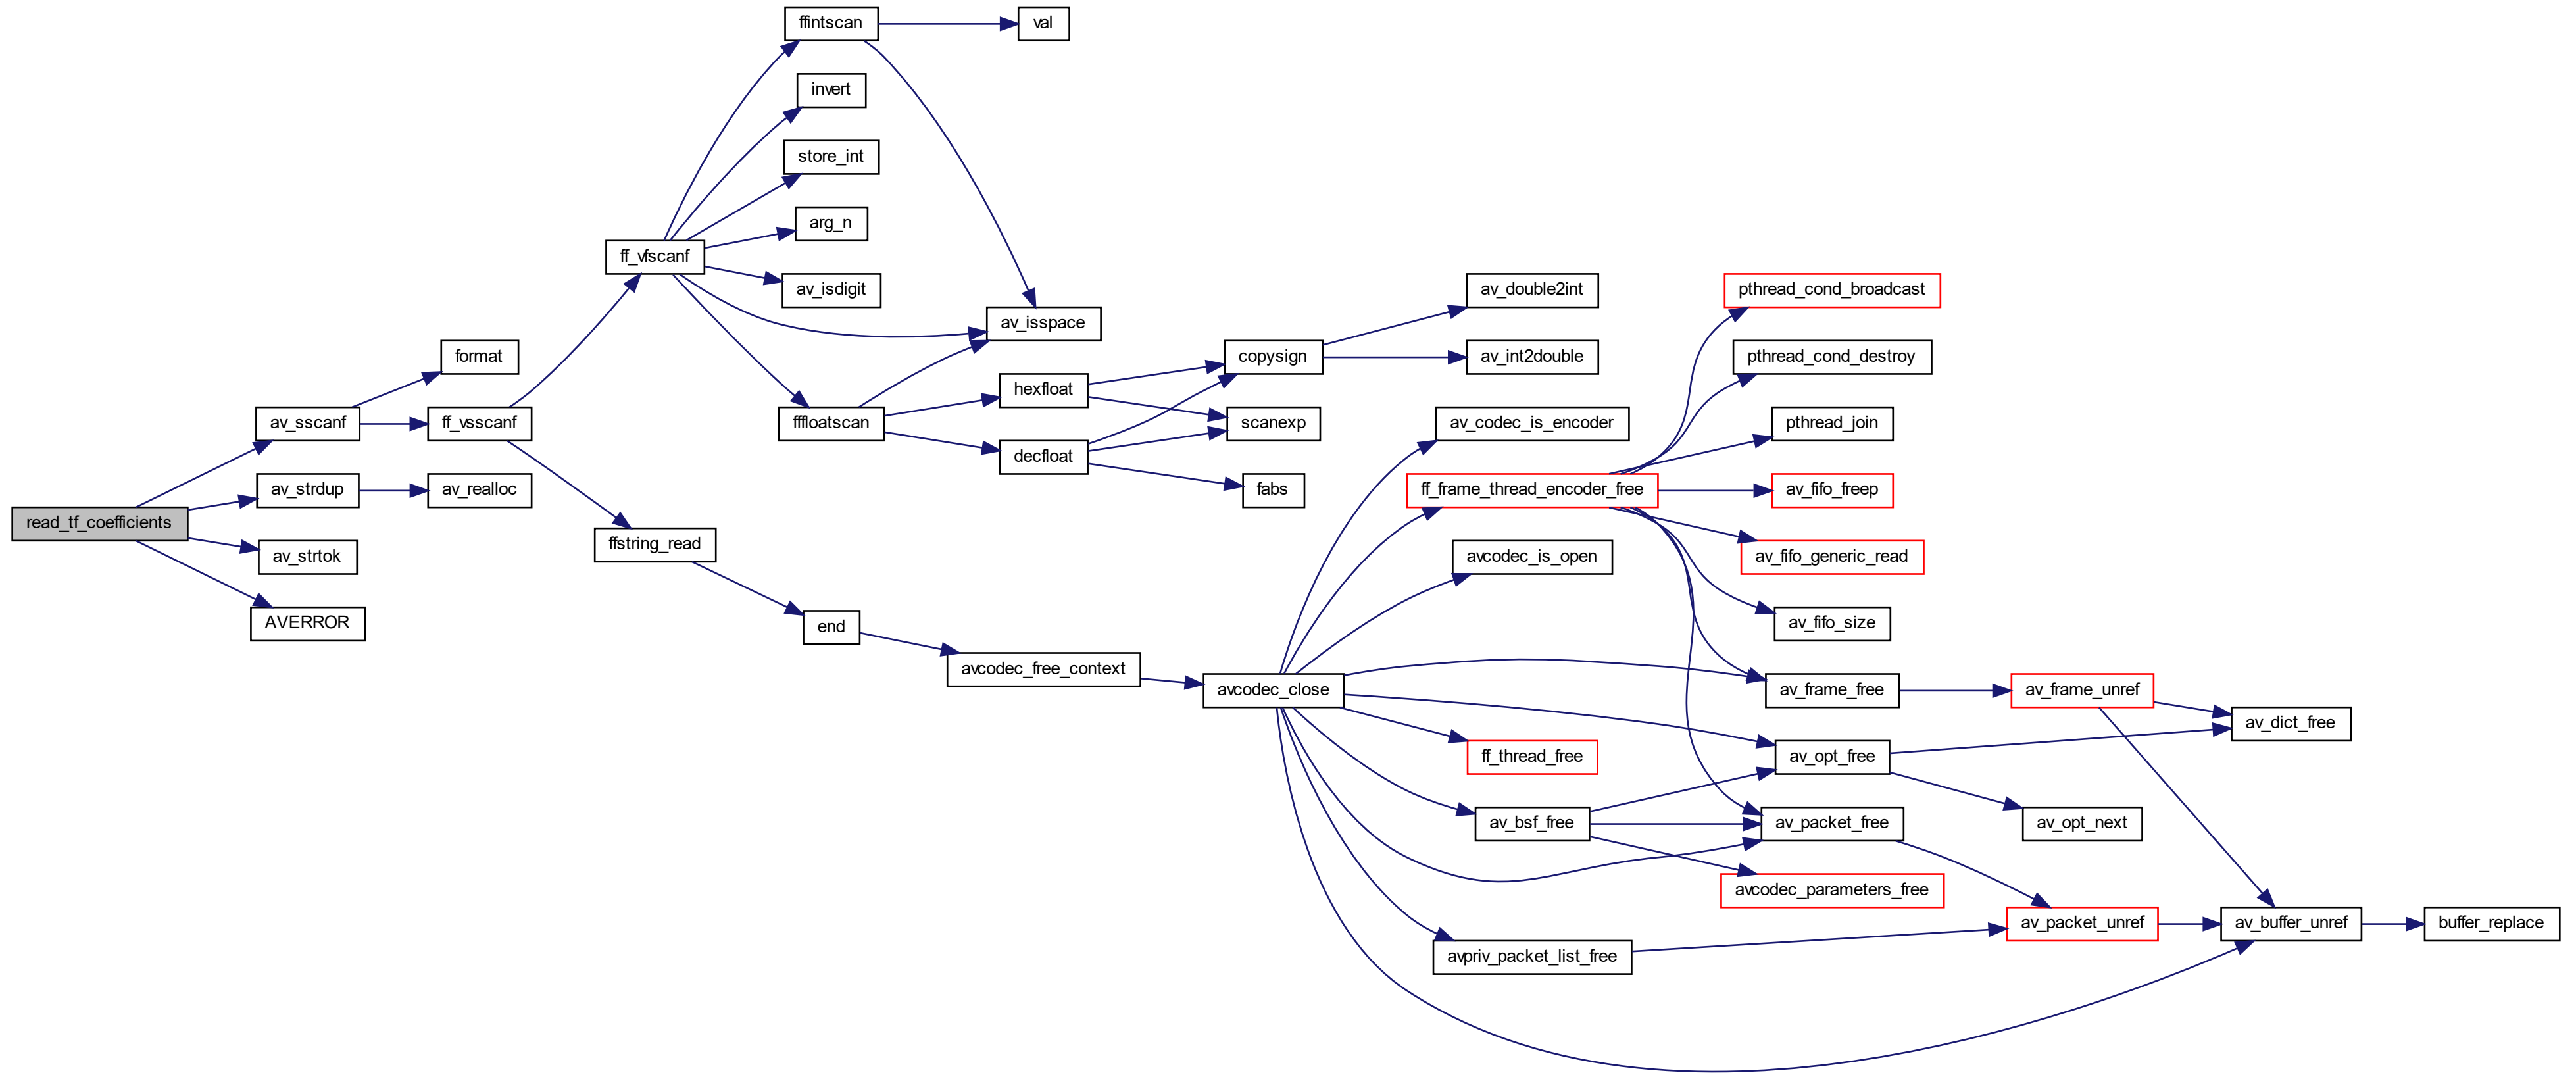 read_tf_coefficients
av_sscanf
av_strdup
av_strtok
AVERROR
format
ff_vsscanf
av_realloc
ff_vfscanf
ffstring_read
ffintscan
invert
store_int
arg_n
av_isdigit
fffloatscan
end
val
av_isspace
hexfloat
decfloat
avcodec_free_context
copysign
scanexp
fabs
avcodec_close
av_double2int
av_int2double
av_codec_is_encoder
ff_frame_thread_encoder_free
avcodec_is_open
ff_thread_free
av_bsf_free
avpriv_packet_list_free
pthread_cond_broadcast
pthread_cond_destroy
pthread_join
av_fifo_freep
av_fifo_generic_read
av_fifo_size
av_frame_free
av_opt_free
av_packet_free
avcodec_parameters_free
av_frame_unref
av_opt_next
av_packet_unref
av_dict_free
av_buffer_unref
buffer_replace